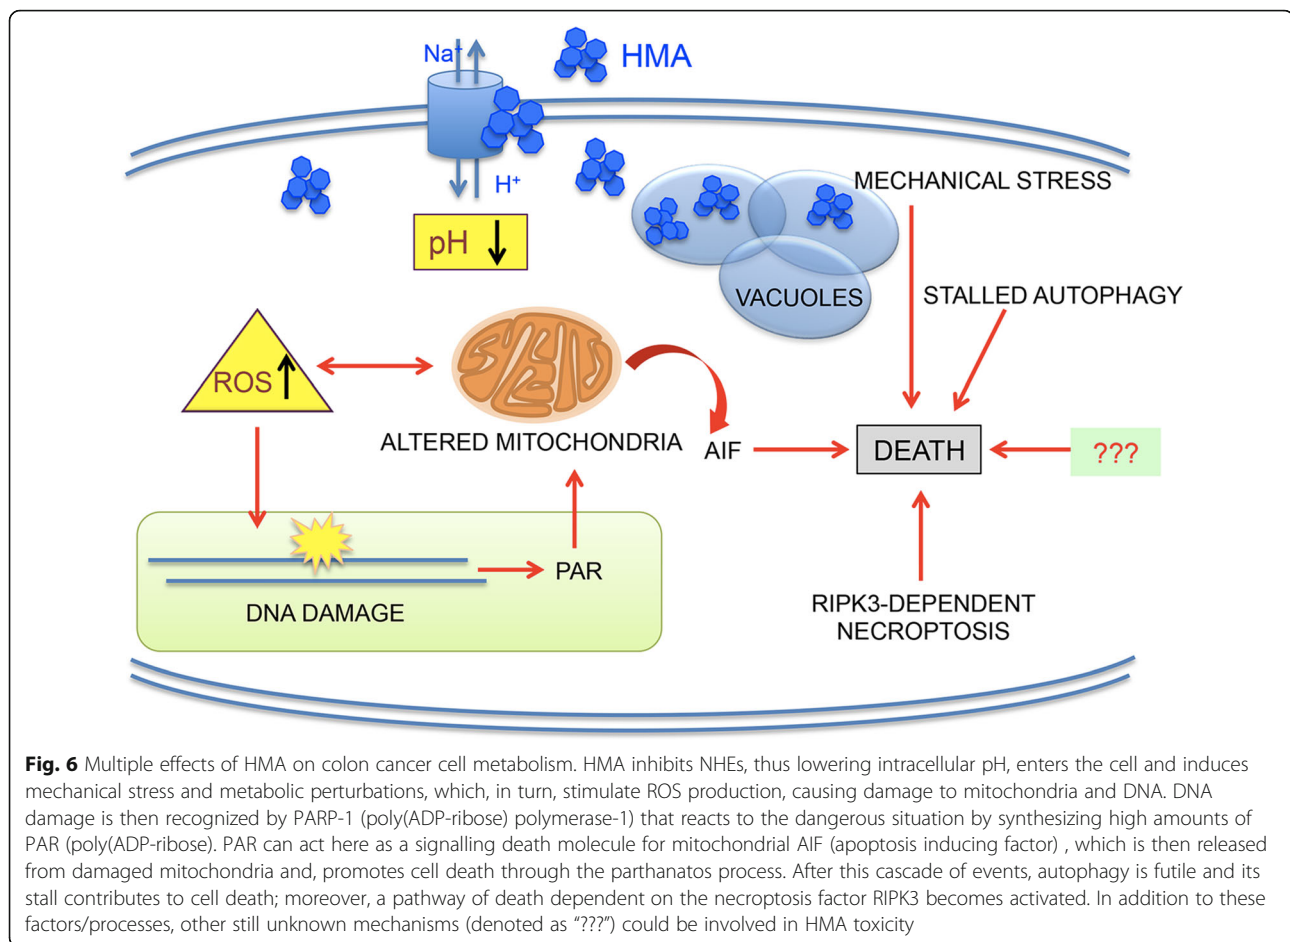 Na⁺
HMA
H⁺
pH
MECHANICAL STRESS
VACUOLES
STALLED AUTOPHAGY
ROS
ALTERED MITOCHONDRIA
AIF
DEATH
???
PAR
DNA DAMAGE
RIPK3-DEPENDENT
NECROPTOSIS
Fig. 6 Multiple effects of HMA on colon cancer cell metabolism. HMA inhibits NHEs, thus lowering intracellular pH, enters the cell and induces
mechanical stress and metabolic perturbations, which, in turn, stimulate ROS production, causing damage to mitochondria and DNA. DNA
damage is then recognized by PARP-1 (poly(ADP-ribose) polymerase-1) that reacts to the dangerous situation by synthesizing high amounts of
PAR (poly(ADP-ribose). PAR can act here as a signalling death molecule for mitochondrial AIF (apoptosis inducing factor) , which is then released
from damaged mitochondria and, promotes cell death through the parthanatos process. After this cascade of events, autophagy is futile and its
stall contributes to cell death; moreover, a pathway of death dependent on the necroptosis factor RIPK3 becomes activated. In addition to these
factors/processes, other still unknown mechanisms (denoted as “???”) could be involved in HMA toxicity